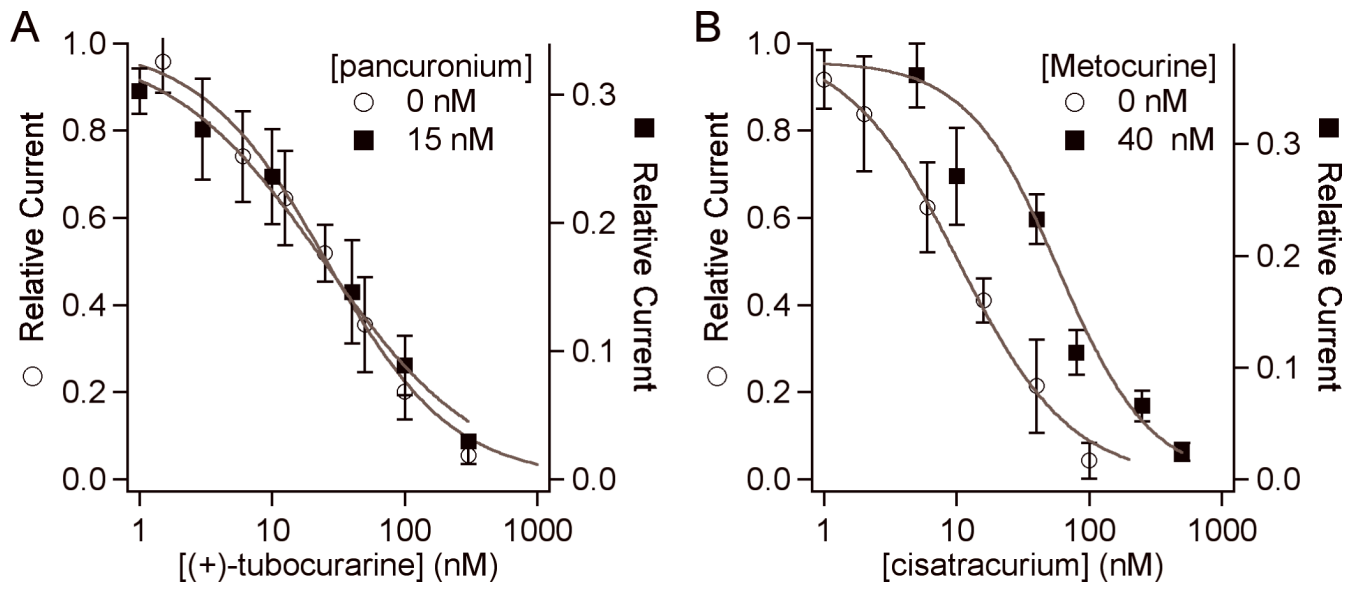 A
[pancuronium]
0 nM
15 nM
1.0
0.8
0.6
0.4
0.2
0.0
Relative Current
0.3
0.2
0.1
0.0
Relative Current
1
10
100
1000
[(+)-tubocurarine] (nM)
B
[Metocurine]
0 nM
40 nM
1.0
0.8
0.6
0.4
0.2
0.0
Relative Current
0.3
0.2
0.1
0.0
Relative Current
1
10
100
1000
[cisatracurium] (nM)